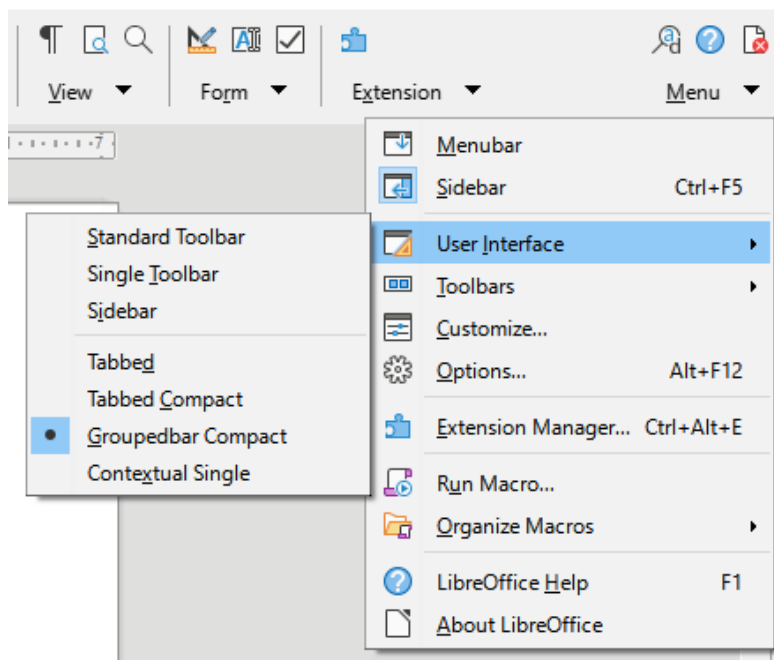 View Form Extension Menu
7
Menubar
Sidebar Ctrl+F5
User Interface
Toolbars
Customize...
Options... Alt+F12
Extension Manager... Ctrl+Alt+E
Run Macro...
Organize Macros
LibreOffice Help F1
About LibreOffice
Standard Toolbar
Single Toolbar
Sidebar
Tabbed
Tabbed Compact
Groupedbar Compact
Contextual Single